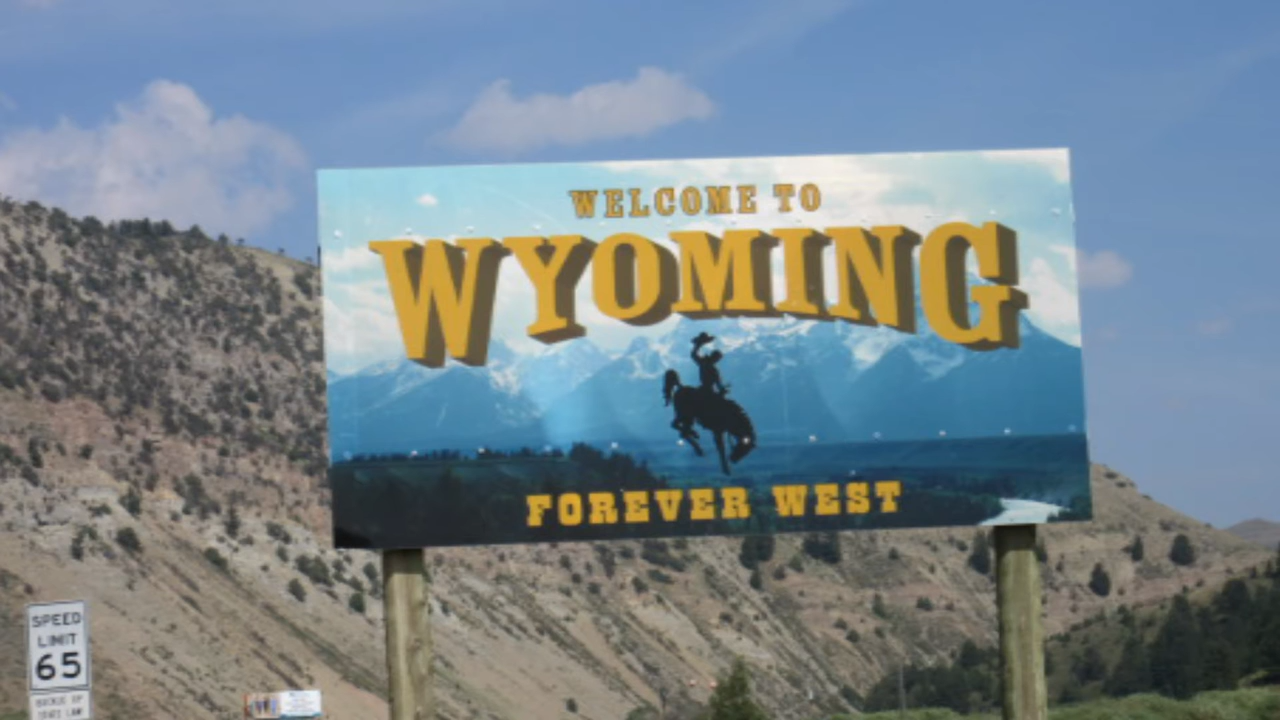 WELCOME TO
WYOMING
FOREVER WEST
SPEED
LIMIT
65